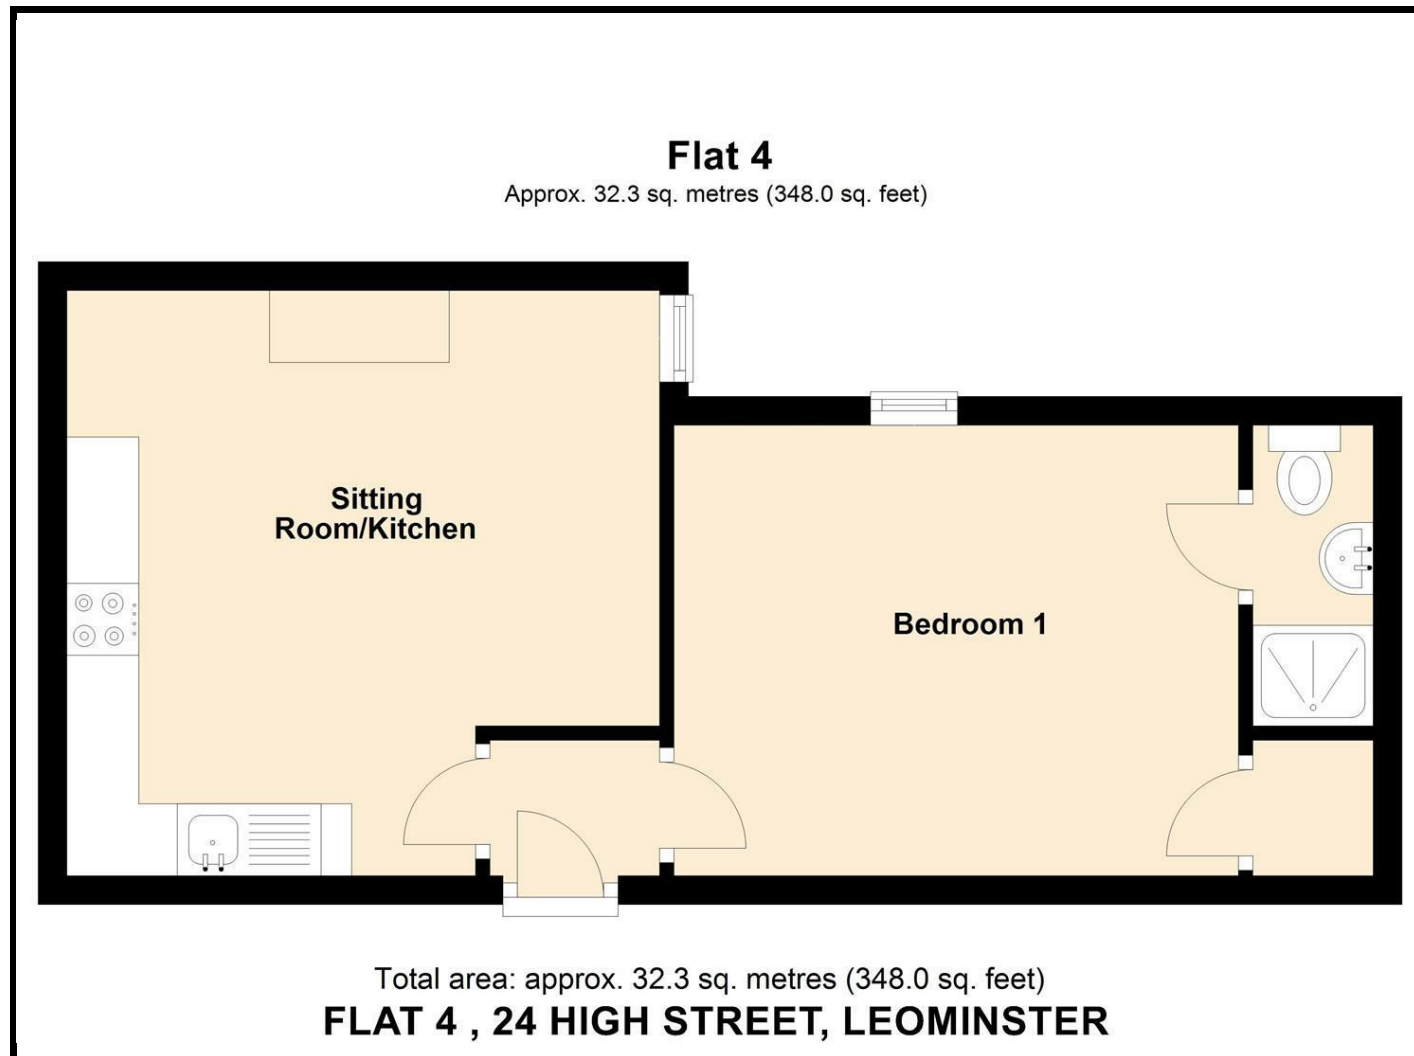 Flat 4
Approx. 32.3 sq. metres (348.0 sq. feet)
Sitting
Room/Kitchen
Bedroom 1
Total area: approx. 32.3 sq. metres (348.0 sq. feet)
FLAT 4 , 24 HIGH STREET, LEOMINSTER